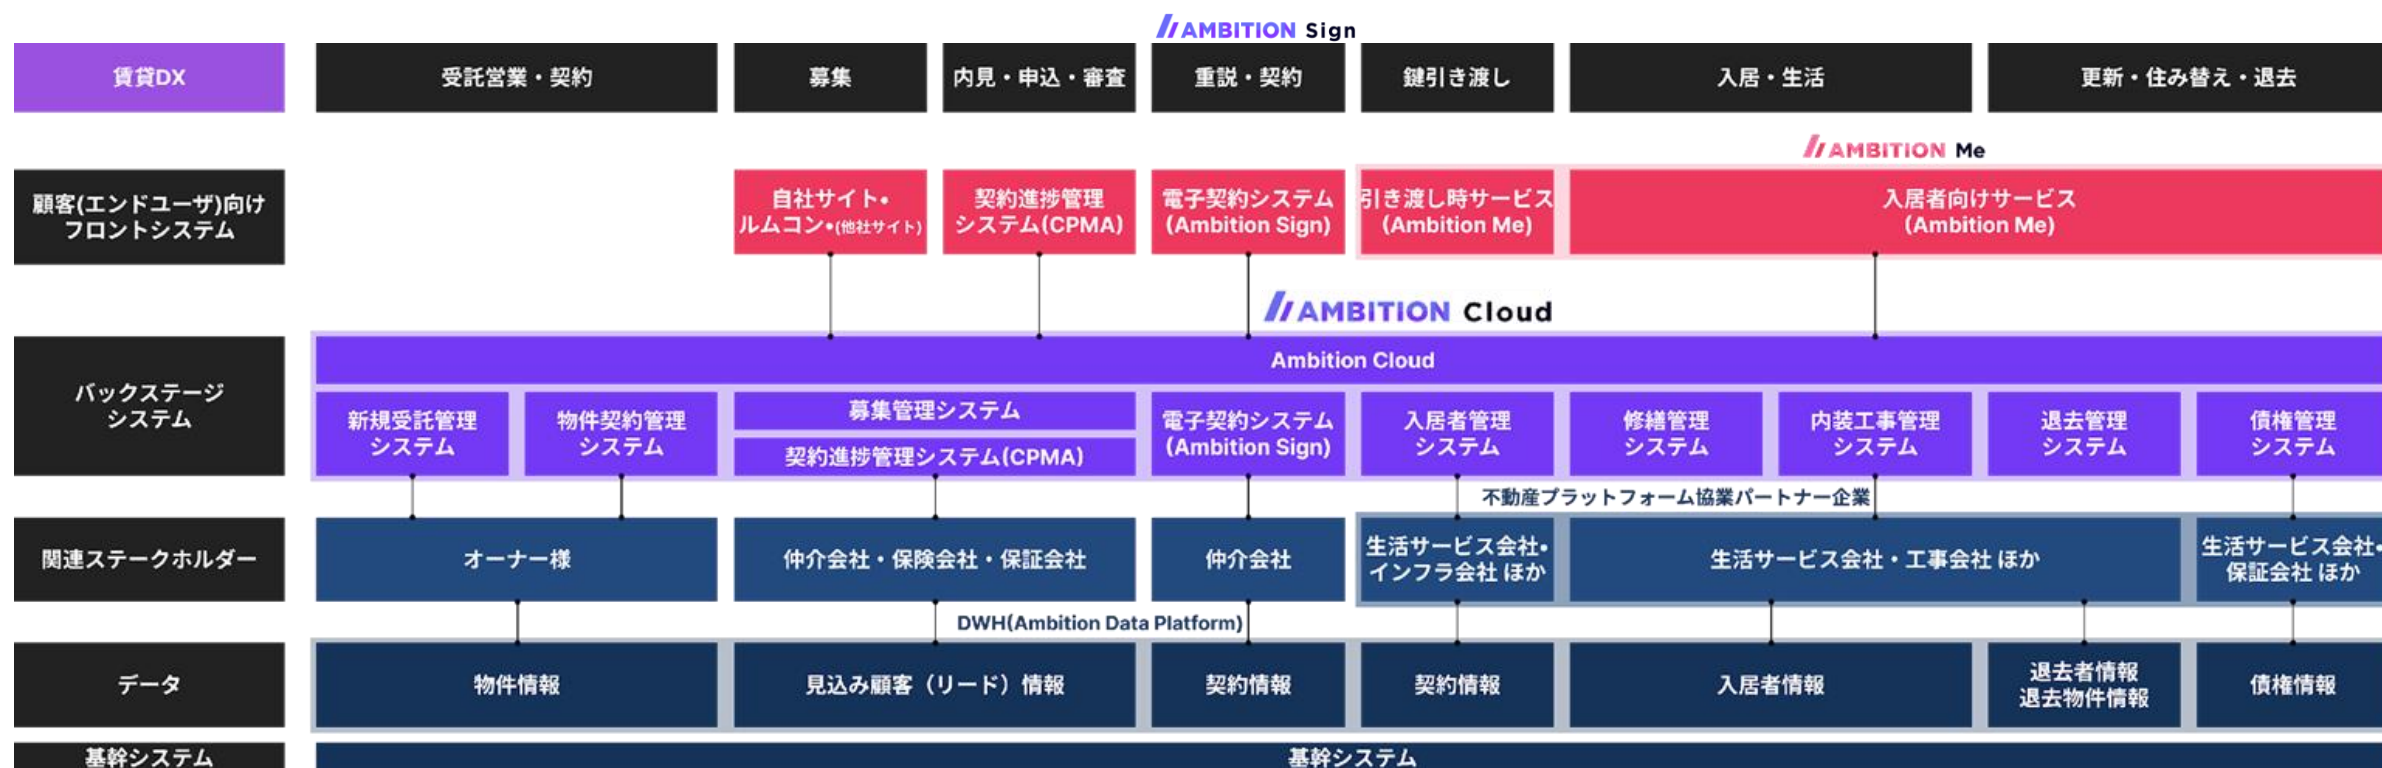 AMBITION Sign
賃貸DX
受託営業・契約
募集
内見・申込・審査
重説・契約
鍵引き渡し
入居・生活
更新・住み替え・退去
AMBITION Me
顧客(エンドユーザ)向け
フロントシステム
自社サイト・
ルムコン・(他社サイト)
契約進捗管理
システム(CPMA)
電子契約システム
(Ambition Sign)
引き渡し時サービス
(Ambition Me)
入居者向けサービス
(Ambition Me)
AMBITION Cloud
バックステージ
システム
Ambition Cloud
新規受託管理
システム
物件契約管理
システム
募集管理システム
契約進捗管理システム(CPMA)
電子契約システム
(Ambition Sign)
入居者管理
システム
修繕管理
システム
内装工事管理
システム
退去管理
システム
債権管理
システム
不動産プラットフォーム協業パートナー企業
関連ステークホルダー
オーナー様
仲介会社・保険会社・保証会社
仲介会社
生活サービス会社・
インフラ会社 ほか
生活サービス会社・工事会社 ほか
生活サービス会社・
保証会社 ほか
DWH(Ambition Data Platform)
データ
物件情報
見込み顧客（リード）情報
契約情報
契約情報
入居者情報
退去者情報
退去物件情報
債権情報
基幹システム
基幹システム